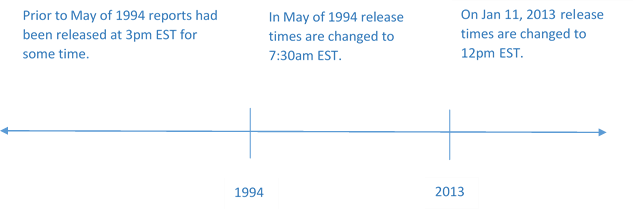 Prior to May of 1994 reports had
been released at 3pm EST for
some time.
In May of 1994 release
times are changed to
7:30am EST.
On Jan 11, 2013 release
times are changed to
12pm EST.
1994
2013